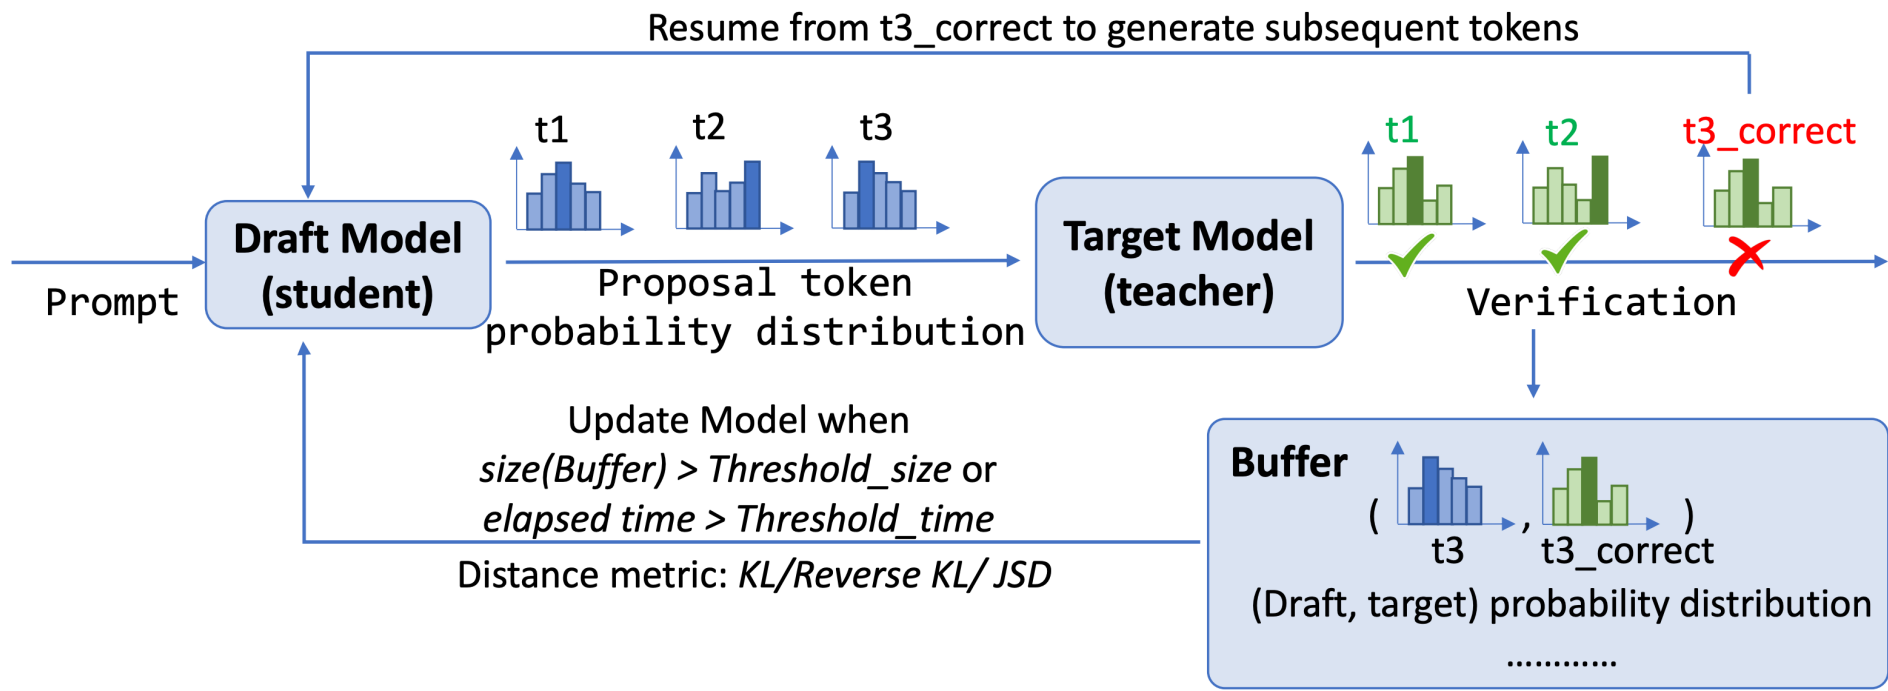 Resume from t3_correct to generate subsequent tokens
t1
t2
t3
t1
t2
t3_correct
Draft Model
(student)
Target Model
(teacher)
Prompt
Proposal token
probability distribution
Verification
Update Model when
size(Buffer) > Threshold_size or
elapsed time > Threshold_time
Distance metric: KL/Reverse KL/ JSD
Buffer
( , )
t3
t3_correct
(Draft, target) probability distribution
.............